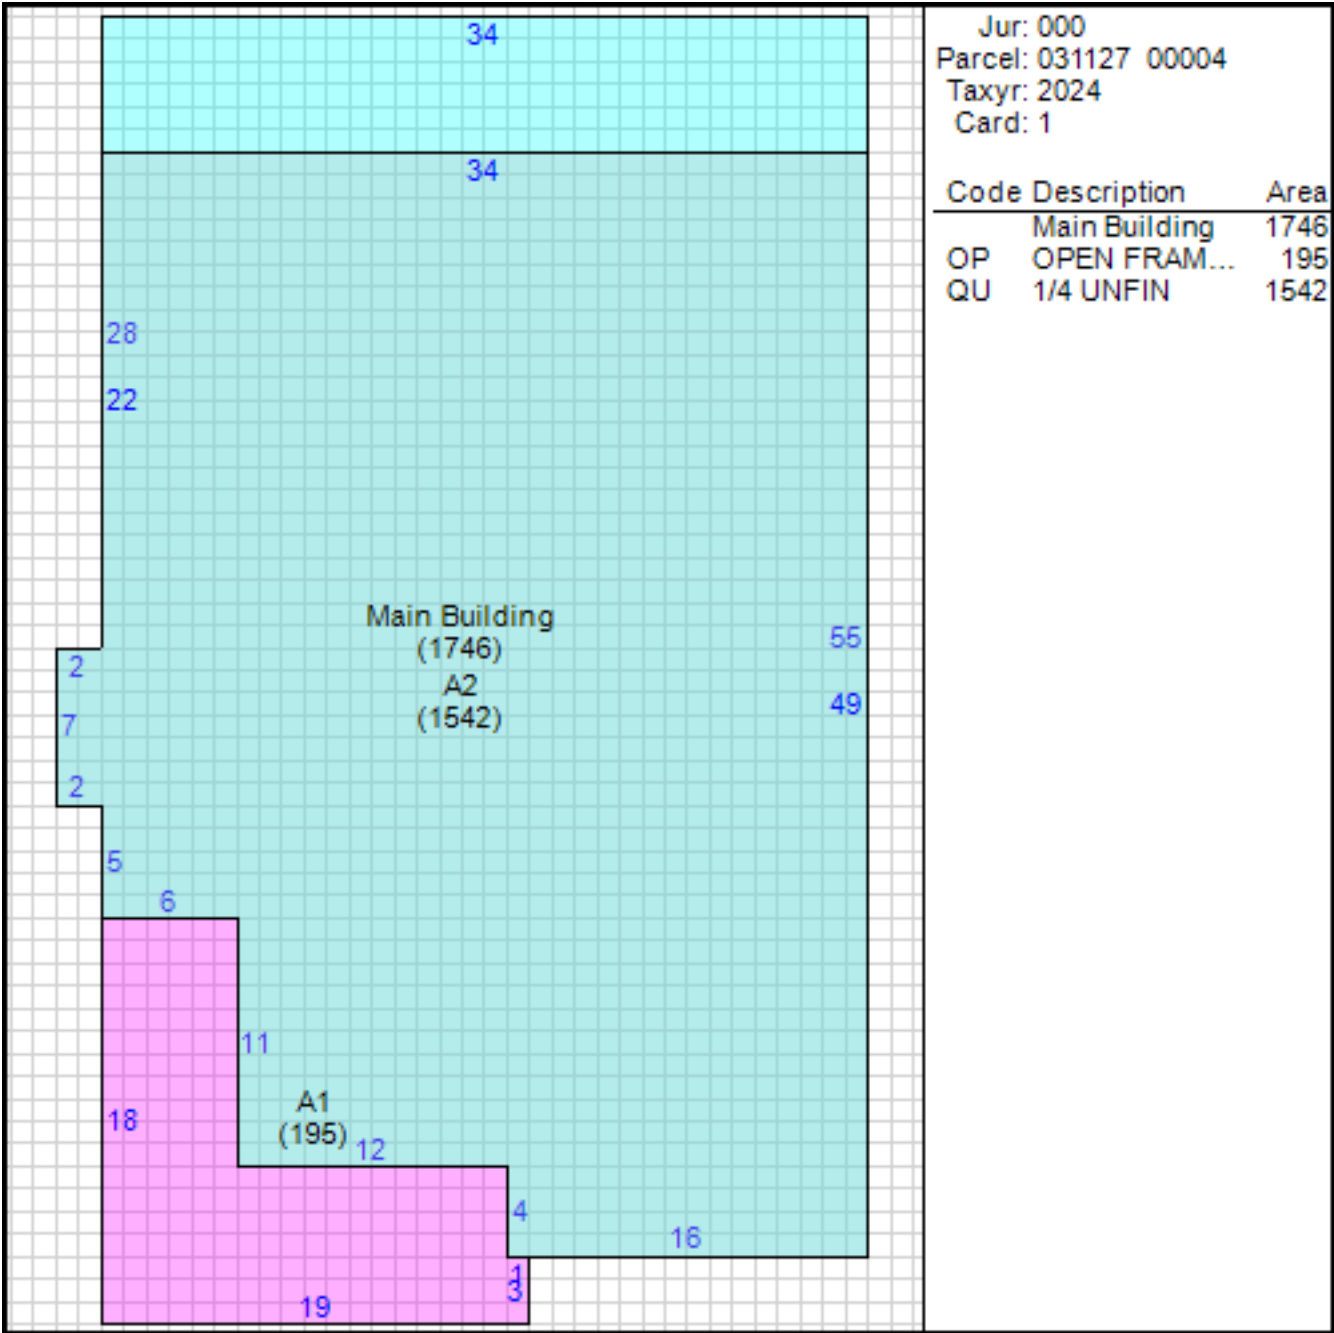 34
34
28
22
Main Building
(1746)
A2
(1542)
55
49
2
7
2
5
6
11
18
A1
(195)
12
4
16
1
3
19
Jur: 000
Parcel: 031127 00004
Taxyr: 2024
Card: 1
Code Description Area
Main Building 1746
OP OPEN FRAM... 195
QU 1/4 UNFIN 1542